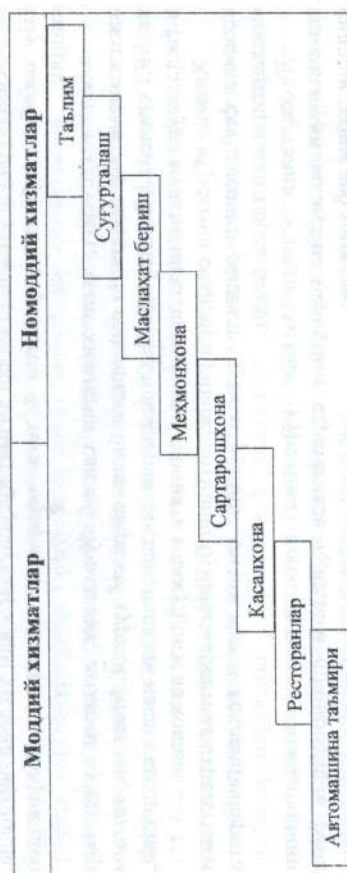 Моддий хизматлар
Номоддий хизматлар
Таълим
Суғурталаш
Маслаҳат бериш
Меҳмонхона
Сартарошхона
Касалхона
Ресторанлар
Автомашина таъмири